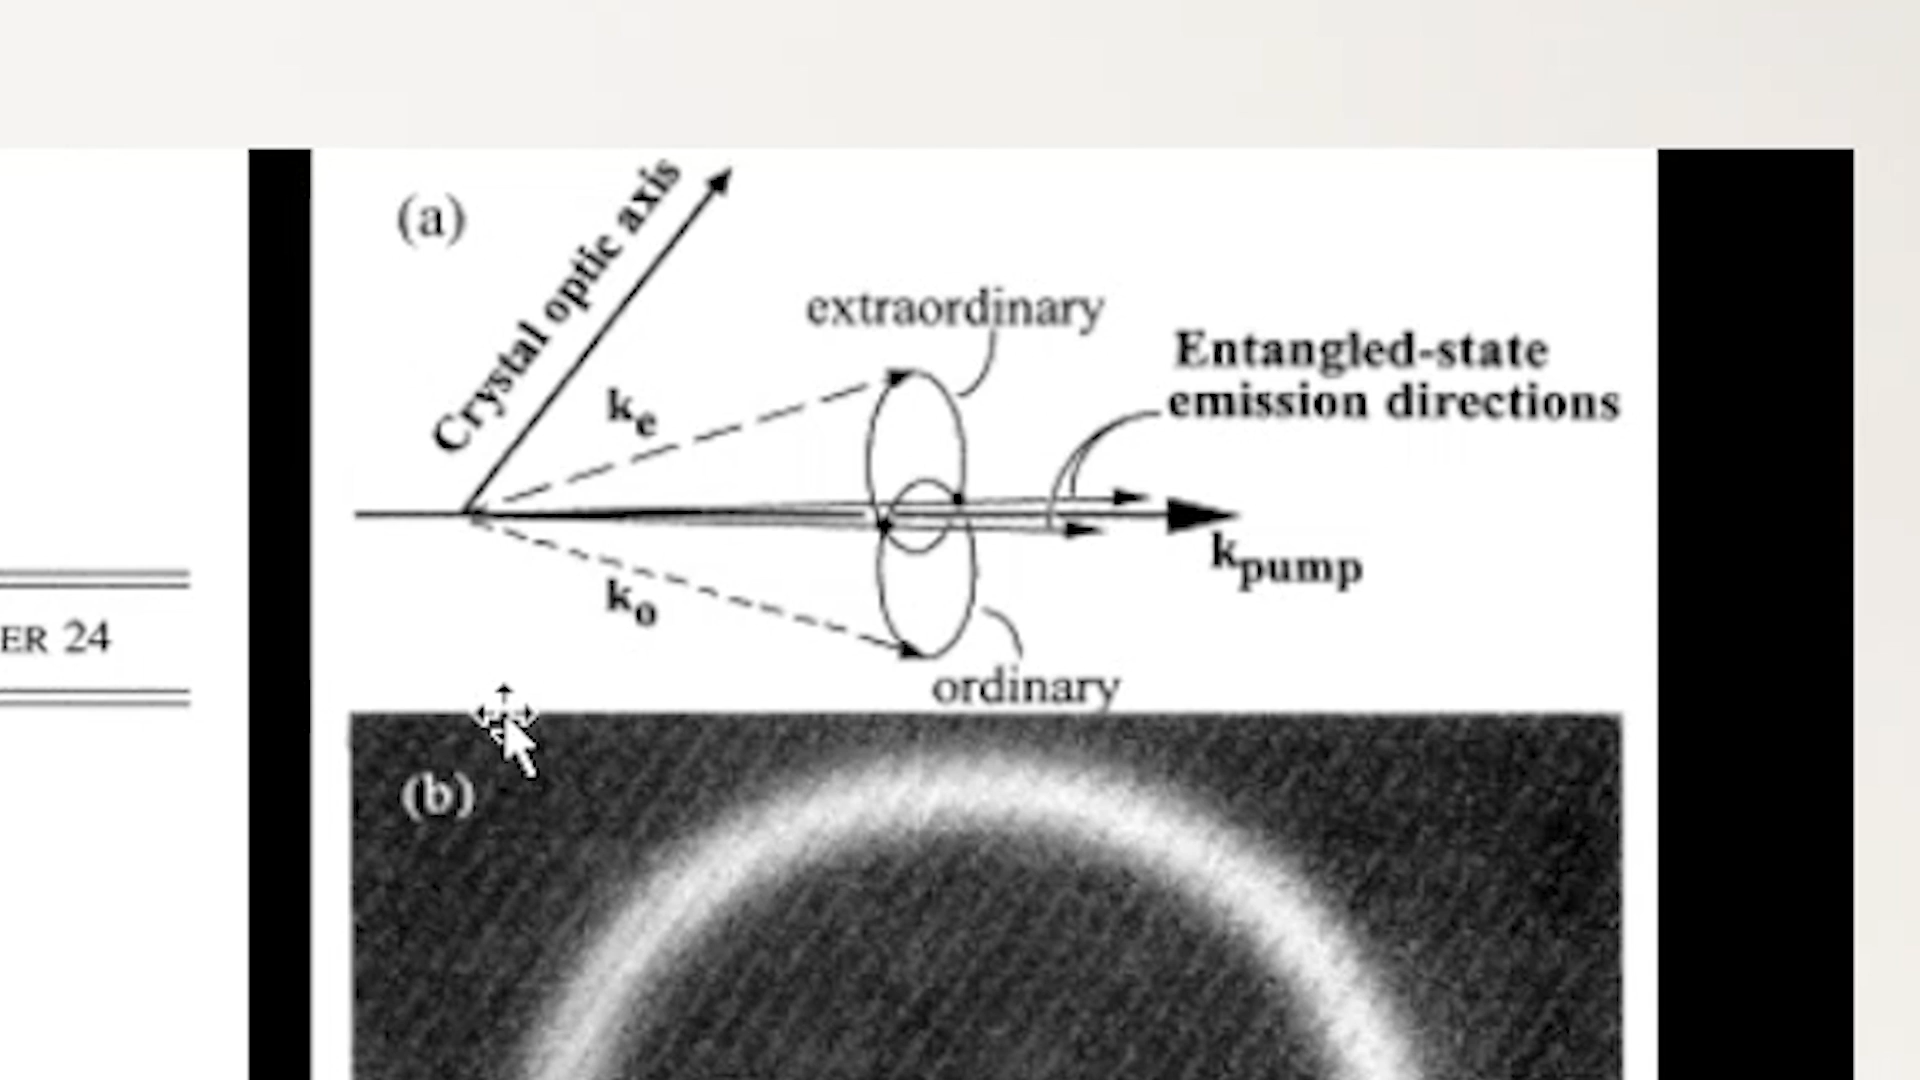 ER 24
(a)
Crystal optic axis
extraordinary
Entangled-state
emission directions
ke
kpump
ko
ordinary
(b)